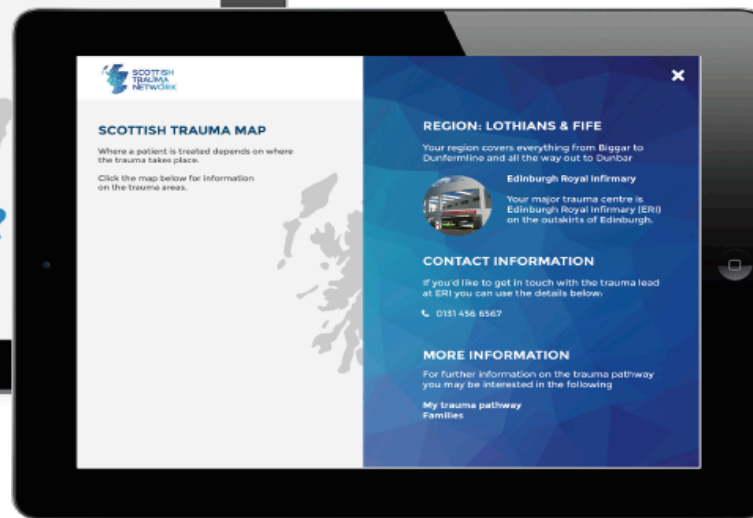 SCOTTISH
TRAUMA
NETWORK
SCOTTISH TRAUMA MAP
Where a patient is treated depends on where
the trauma takes place.
Click the map below for information
on the trauma areas.
REGION: LOTHIANS & FIFE
Your region covers everything from Biggar to
Dunfermline and all the way out to Dunbar
Edinburgh Royal Infirmary
Your major trauma centre is
Edinburgh Royal Infirmary (ERI)
on the outskirts of Edinburgh.
CONTACT INFORMATION
If you'd like to get in touch with the trauma lead
at ERI you can use the details below:
0131 456 6567
MORE INFORMATION
For further information on the trauma pathway
you may be interested in the following
My trauma pathway
Families